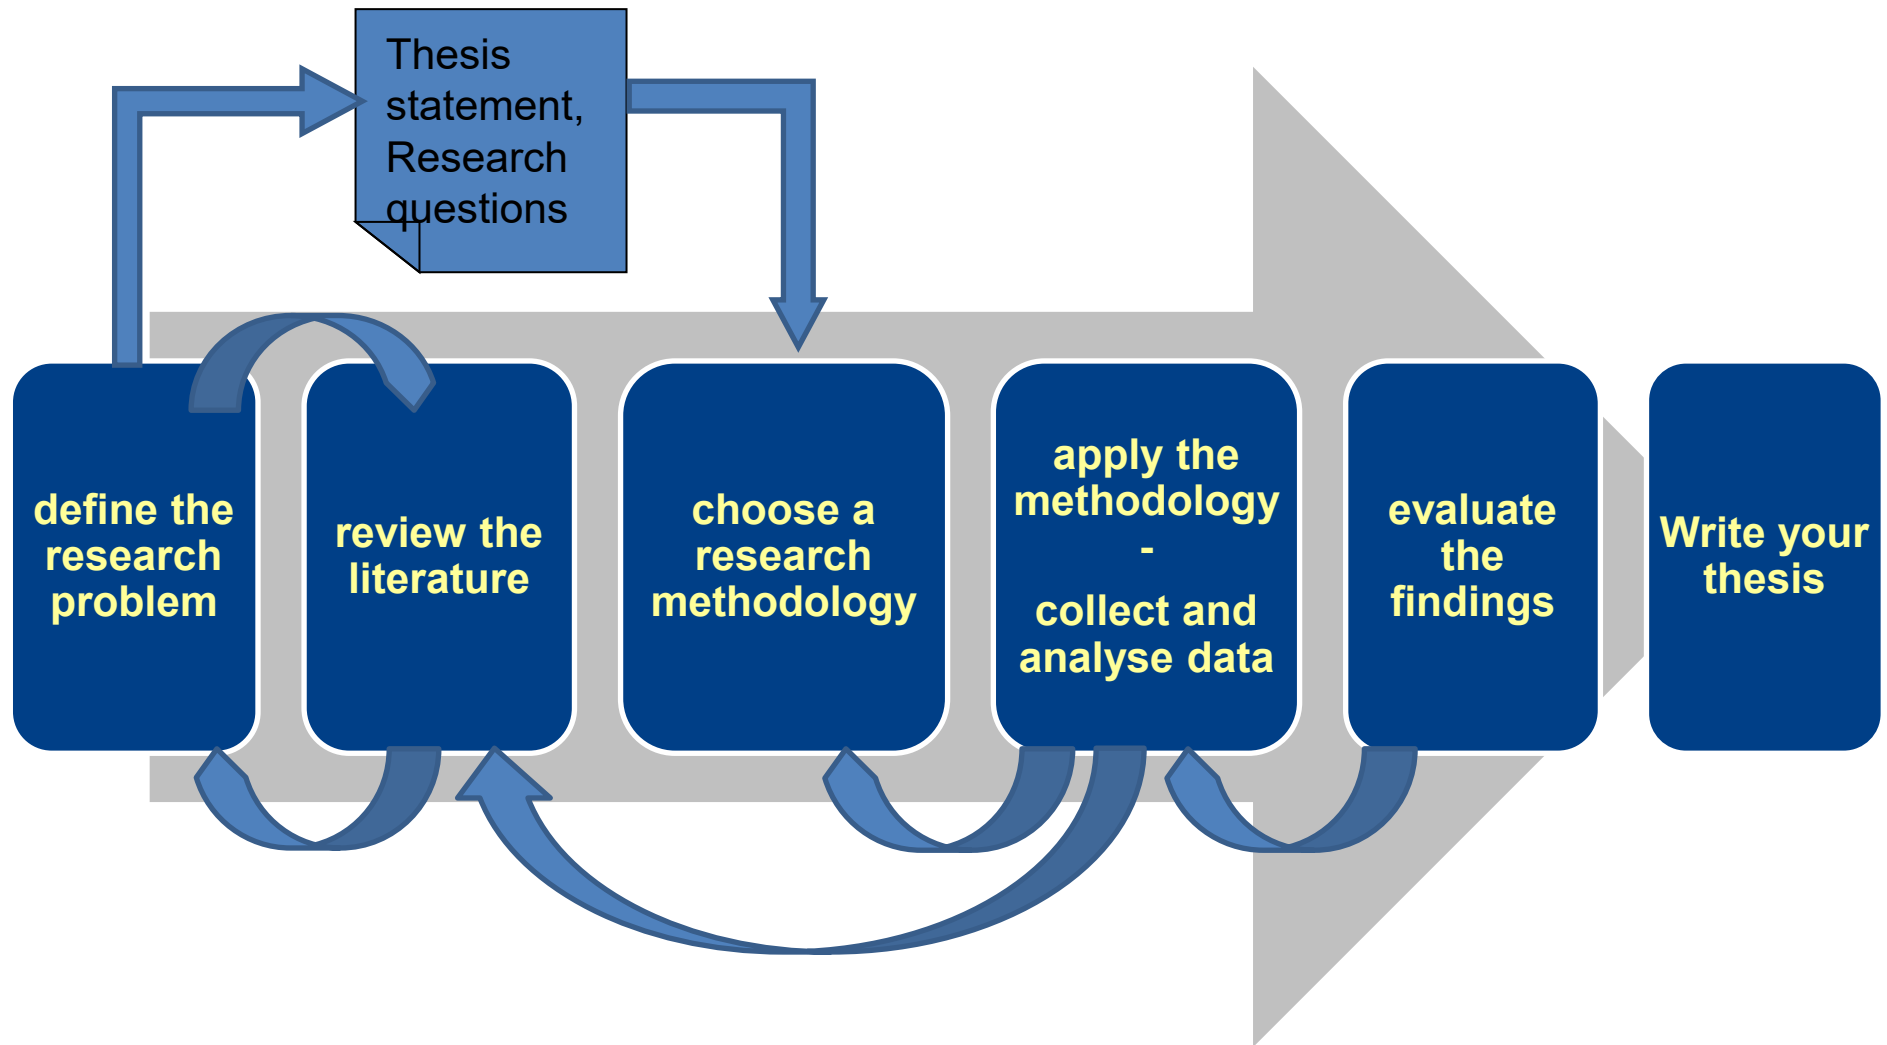 Thesis
statement,
Research
questions
define the
research
problem
review the
literature
choose a
research
methodology
apply the
methodology
-
collect and
analyse data
evaluate
the
findings
Write your
thesis